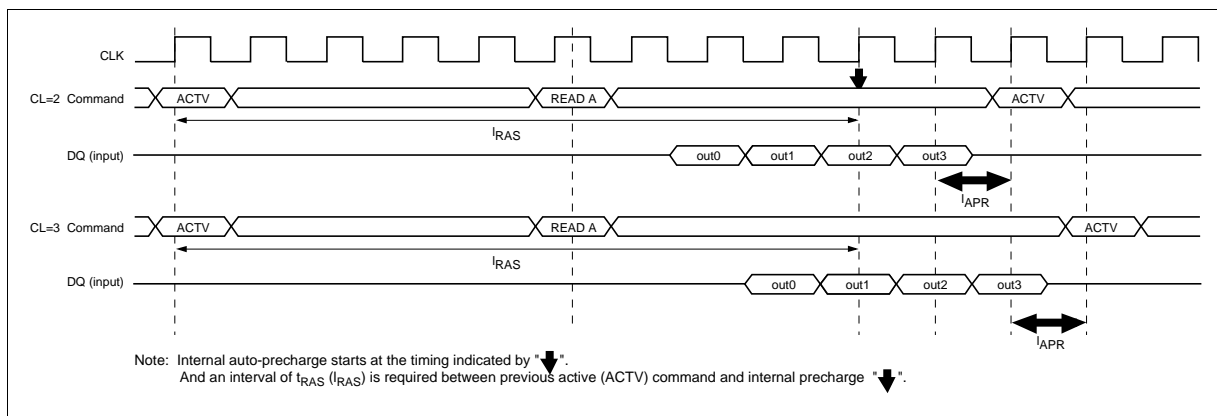 CLK
CL=2 Command
ACTV
READ A
ACTV
lRAS
DQ (input)
out0
out1
out2
out3
lAPR
CL=3 Command
ACTV
READ A
ACTV
lRAS
DQ (input)
out0
out1
out2
out3
lAPR
Note: Internal auto-precharge starts at the timing indicated by " ".
And an interval of tRAS (lRAS) is required between previous active (ACTV) command and internal precharge " ".